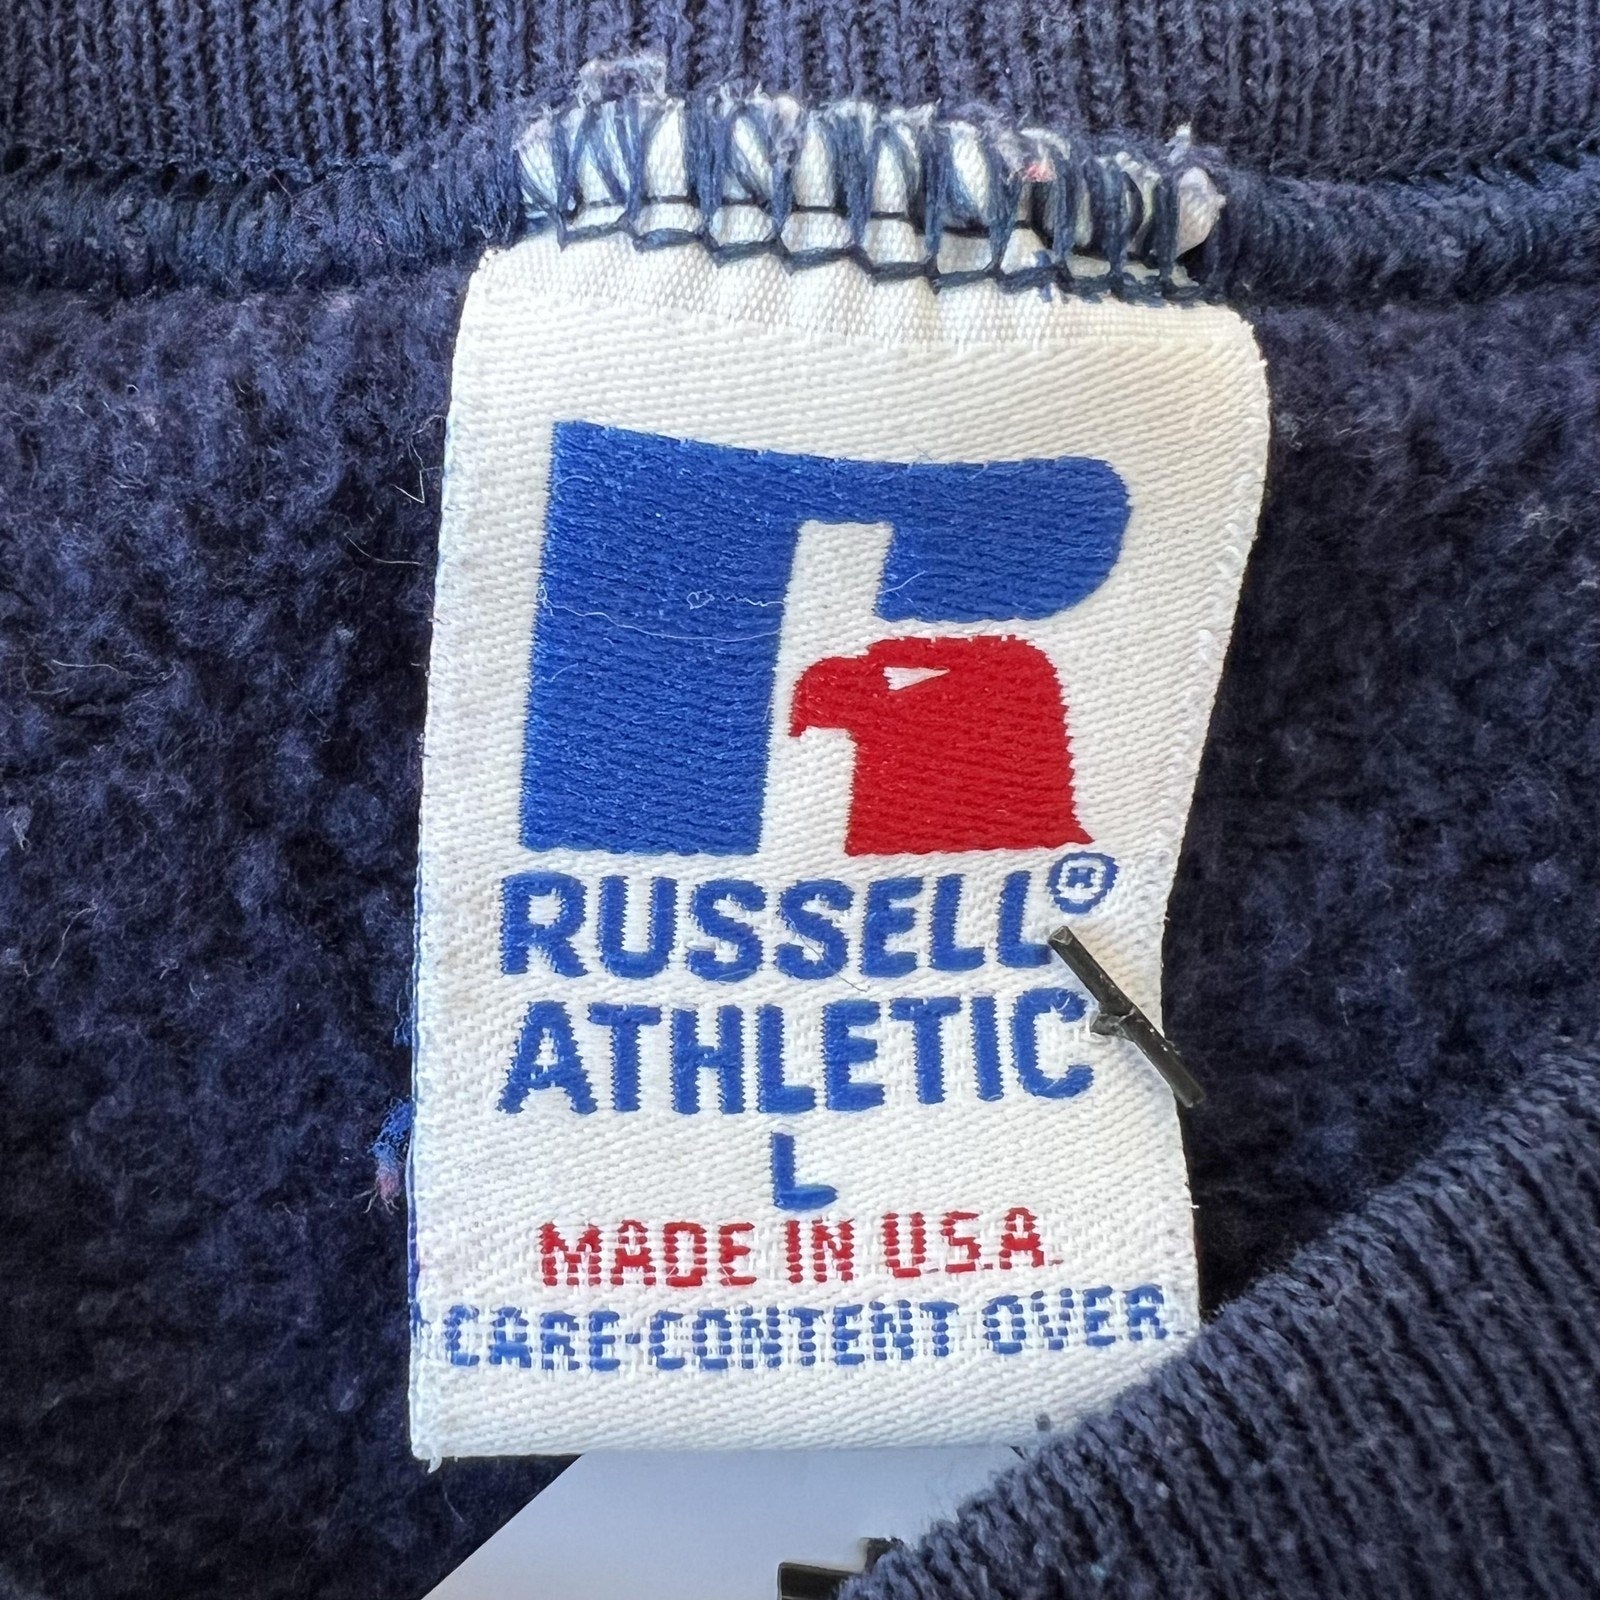 RUSSELL®
ATHLETIC
L
MADE IN U.S.A.
CARE-CONTENT OVER